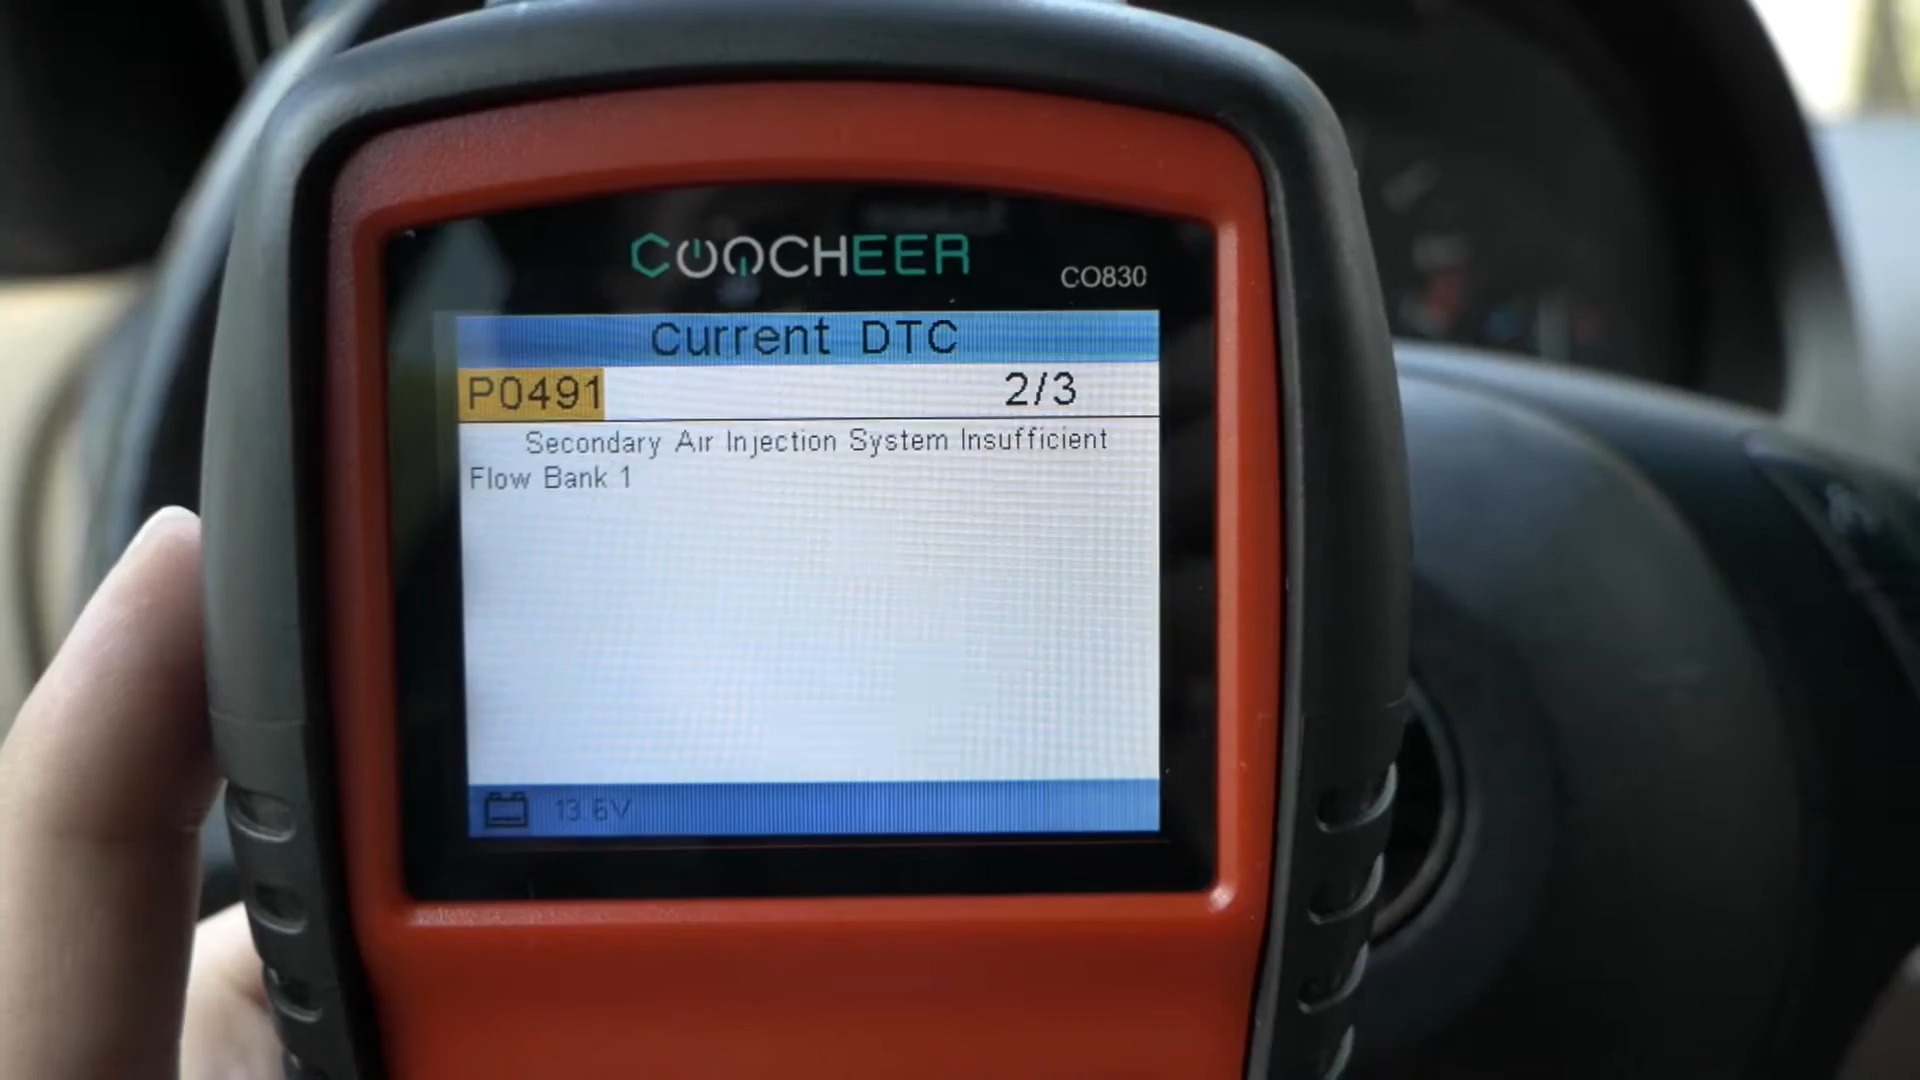 COOCHEER
CO830
Current DTC
P0491 2/3
Secondary Air Injection System Insufficient
Flow Bank 1
13.6V